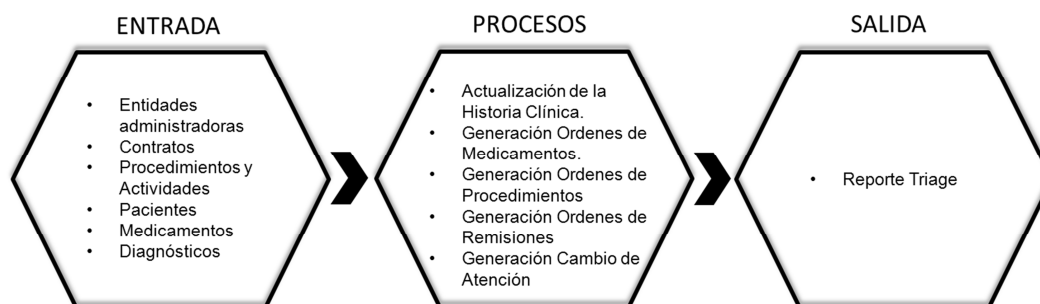 ENTRADA
• Entidades
administradoras
• Contratos
• Procedimientos y
Actividades
• Pacientes
• Medicamentos
• Diagnósticos
PROCESOS
• Actualización de la
Historia Clínica.
• Generación Ordenes de
Medicamentos.
• Generación Ordenes de
Procedimientos
• Generación Ordenes de
Remisiones
• Generación Cambio de
Atención
SALIDA
• Reporte Triage